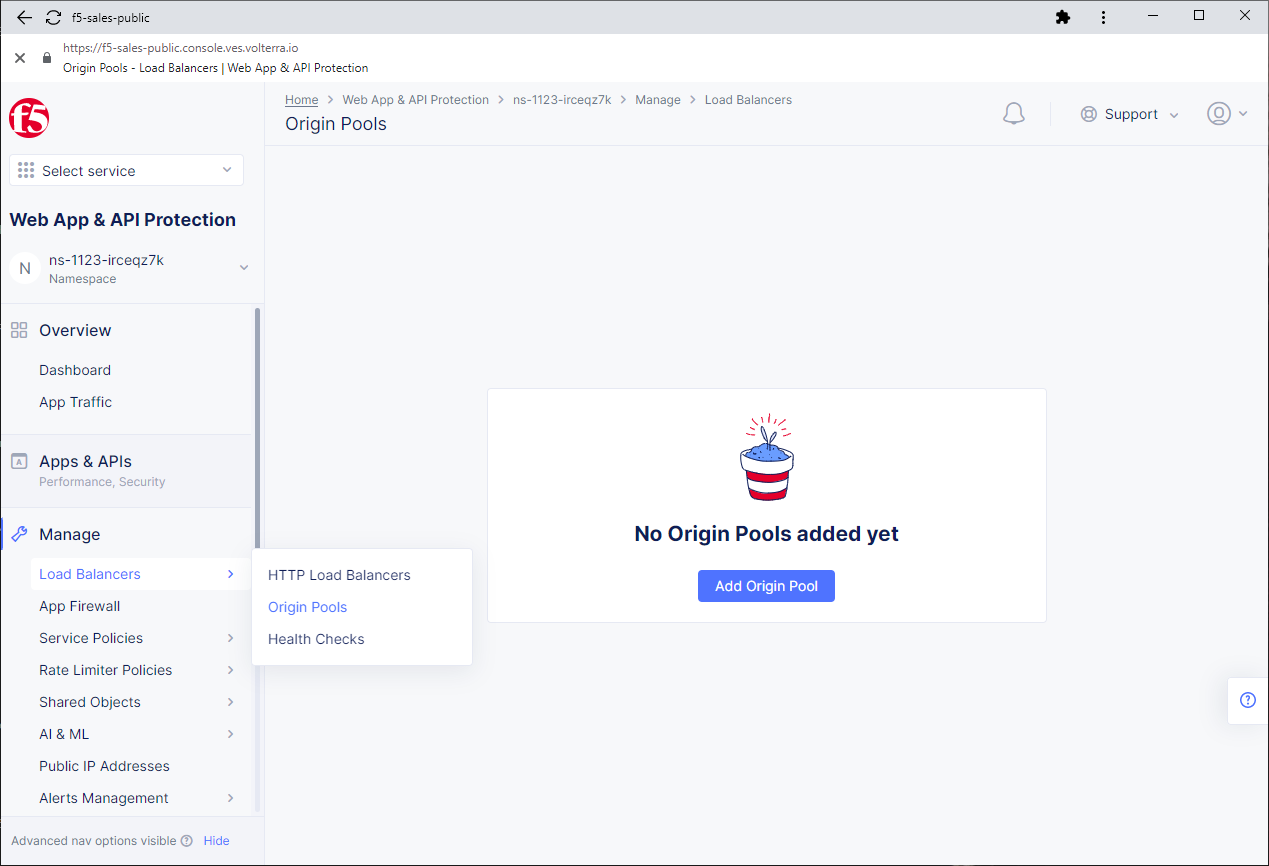 f5-sales-public
https://f5-sales-public.console.ves.volterra.io
Origin Pools - Load Balancers | Web App & API Protection
f5
Home > Web App & API Protection > ns-1123-irceqz7k > Manage > Load Balancers
Origin Pools
Support
Select service
Web App & API Protection
N
ns-1123-irceqz7k
Namespace
Overview
Dashboard
App Traffic
A
Apps & APIs
Performance, Security
Manage
Load Balancers
App Firewall
Service Policies
Rate Limiter Policies
Shared Objects
AI & ML
Public IP Addresses
Alerts Management
HTTP Load Balancers
Origin Pools
Health Checks
No Origin Pools added yet
Add Origin Pool
?
Advanced nav options visible ? Hide